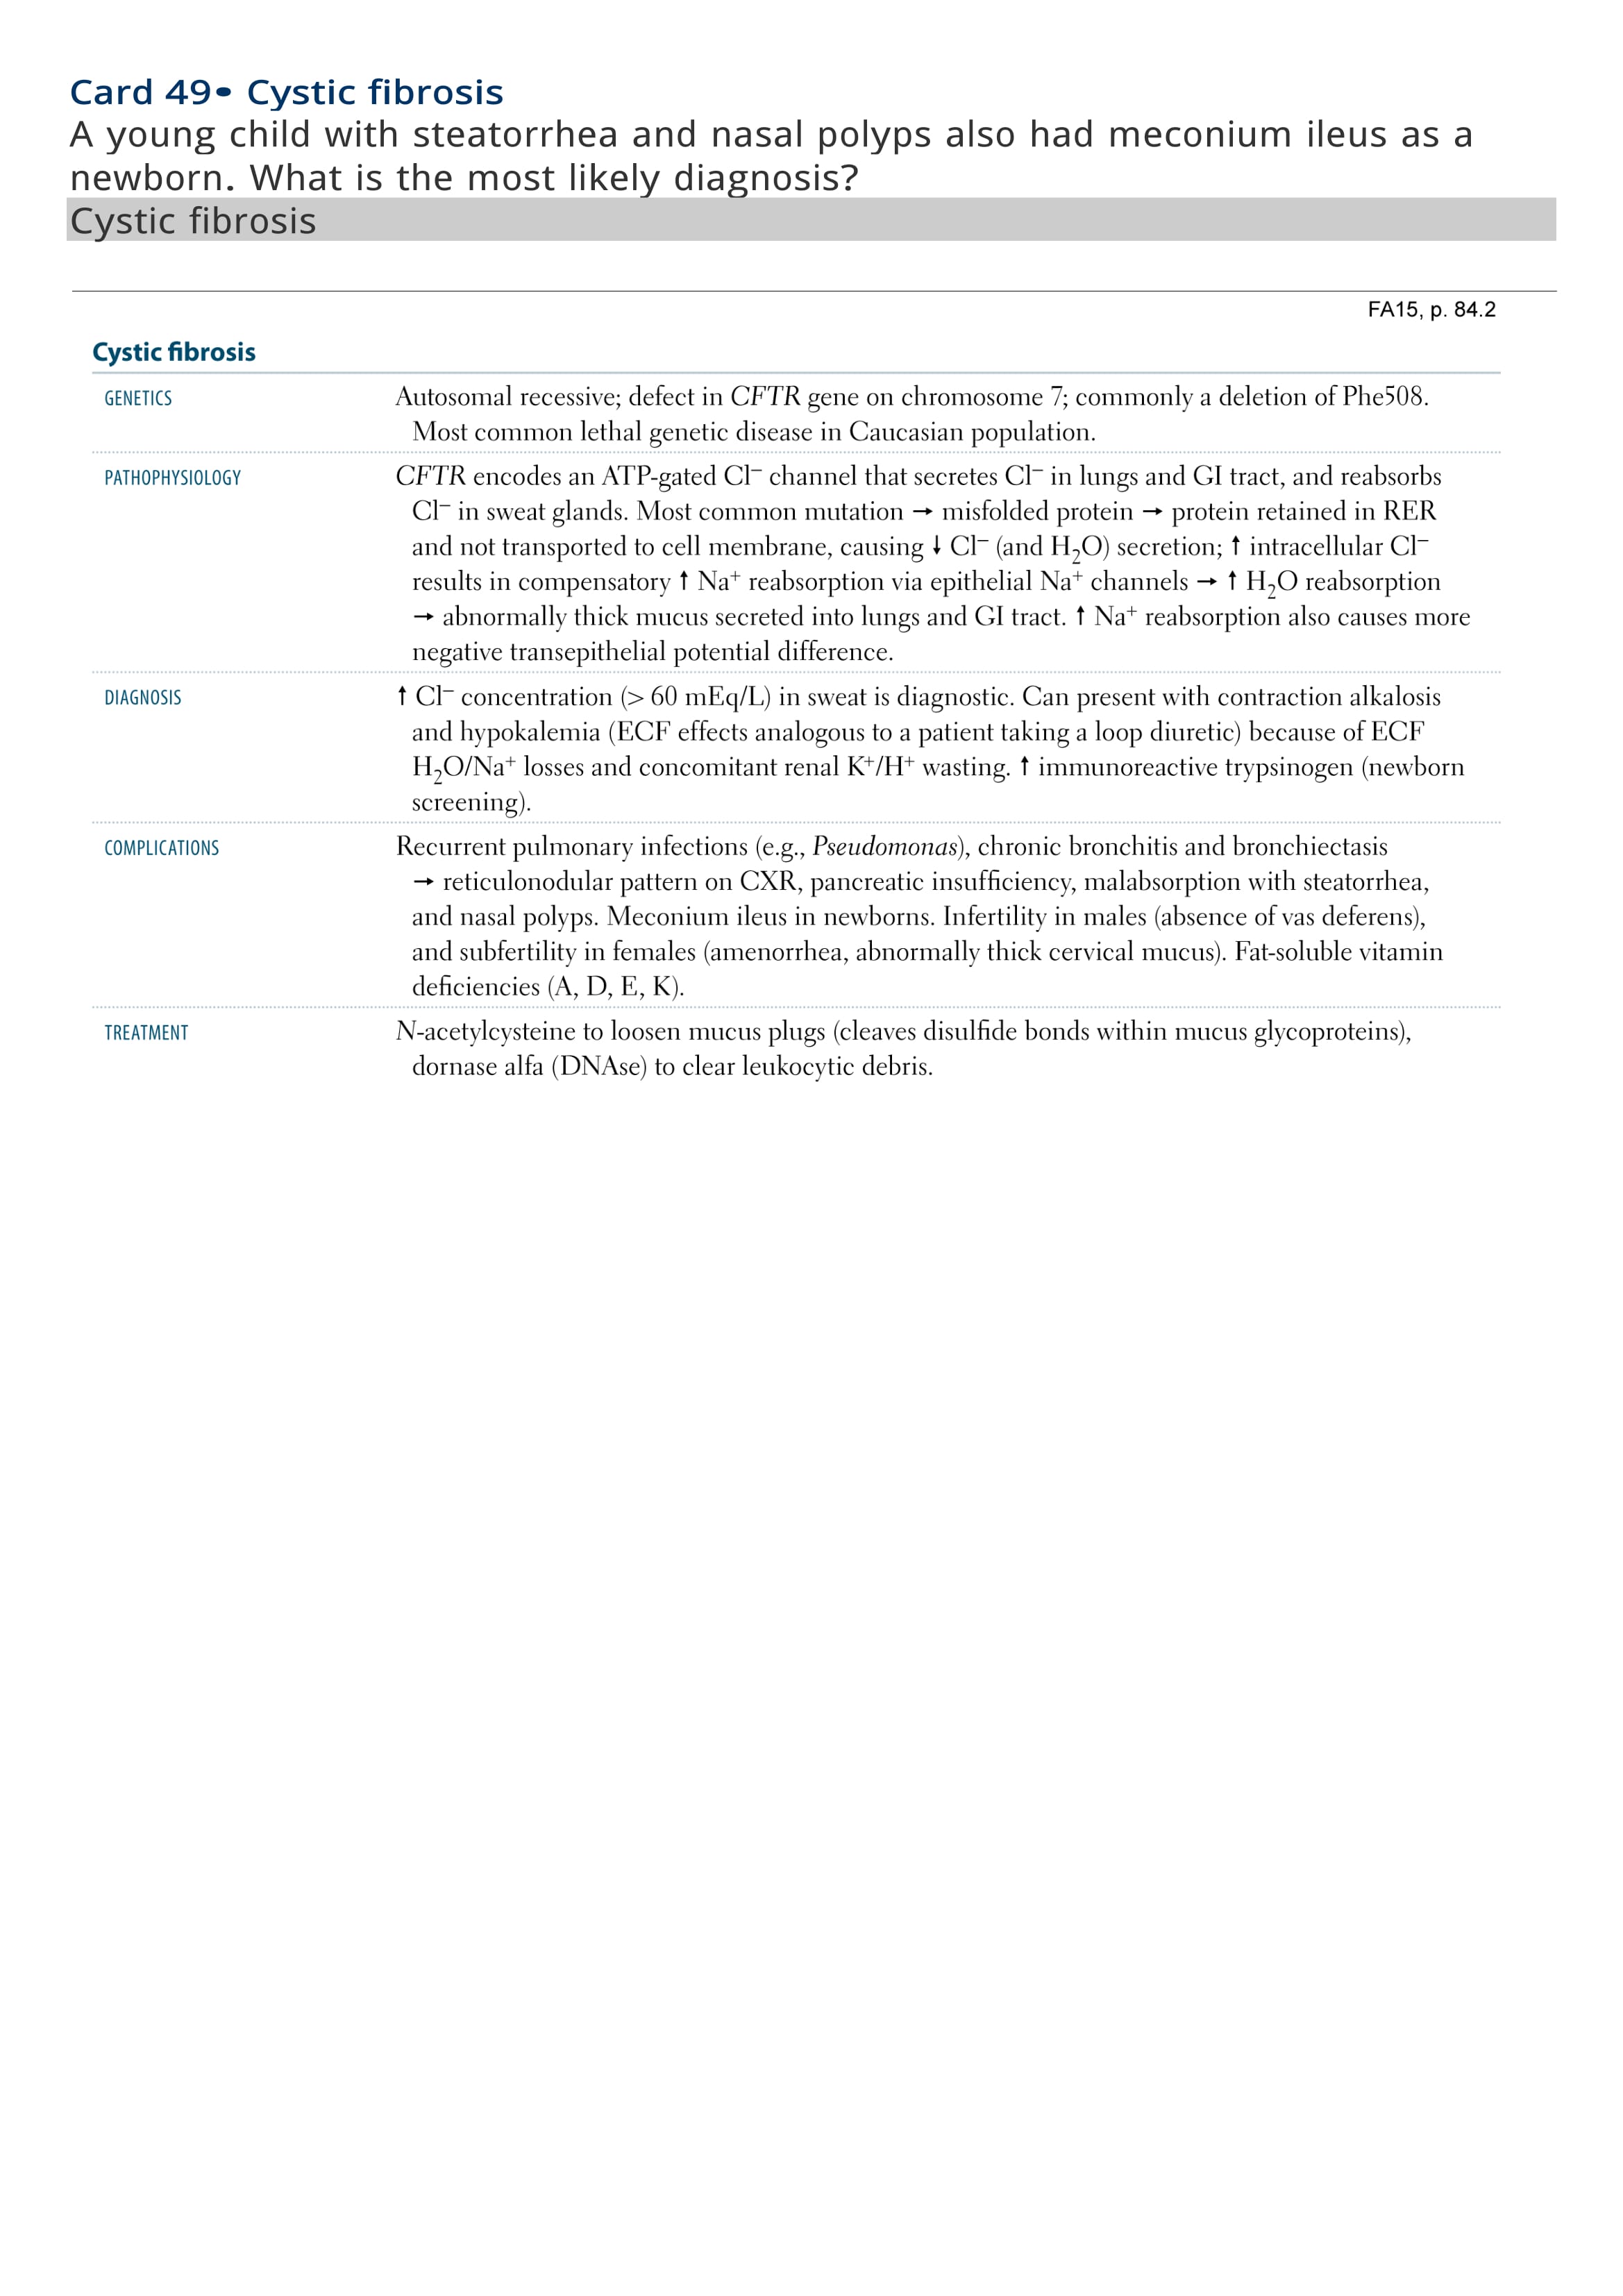 Card 49• Cystic fibrosis
A young child with steatorrhea and nasal polyps also had meconium ileus as a
newborn. What is the most likely diagnosis?
Cystic fibrosis
FA15, p. 84.2
Cystic fibrosis
GENETICS Autosomal recessive; defect in CFTR gene on chromosome 7; commonly a deletion of Phe508.
Most common lethal genetic disease in Caucasian population.
PATHOPHYSIOLOGY CFTR encodes an ATP-gated Cl⁻ channel that secretes Cl⁻ in lungs and GI tract, and reabsorbs
Cl⁻ in sweat glands. Most common mutation → misfolded protein → protein retained in RER
and not transported to cell membrane, causing ↓ Cl⁻ (and H₂O) secretion; ↑ intracellular Cl⁻
results in compensatory ↑ Na⁺ reabsorption via epithelial Na⁺ channels → ↑ H₂O reabsorption
→ abnormally thick mucus secreted into lungs and GI tract. ↑ Na⁺ reabsorption also causes more
negative transepithelial potential difference.
DIAGNOSIS ↑ Cl⁻ concentration (> 60 mEq/L) in sweat is diagnostic. Can present with contraction alkalosis
and hypokalemia (ECF effects analogous to a patient taking a loop diuretic) because of ECF
H₂O/Na⁺ losses and concomitant renal K⁺/H⁺ wasting. ↑ immunoreactive trypsinogen (newborn
screening).
COMPLICATIONS Recurrent pulmonary infections (e.g., Pseudomonas), chronic bronchitis and bronchiectasis
→ reticulonodular pattern on CXR, pancreatic insufficiency, malabsorption with steatorrhea,
and nasal polyps. Meconium ileus in newborns. Infertility in males (absence of vas deferens),
and subfertility in females (amenorrhea, abnormally thick cervical mucus). Fat-soluble vitamin
deficiencies (A, D, E, K).
TREATMENT N-acetylcysteine to loosen mucus plugs (cleaves disulfide bonds within mucus glycoproteins),
dornase alfa (DNAse) to clear leukocytic debris.